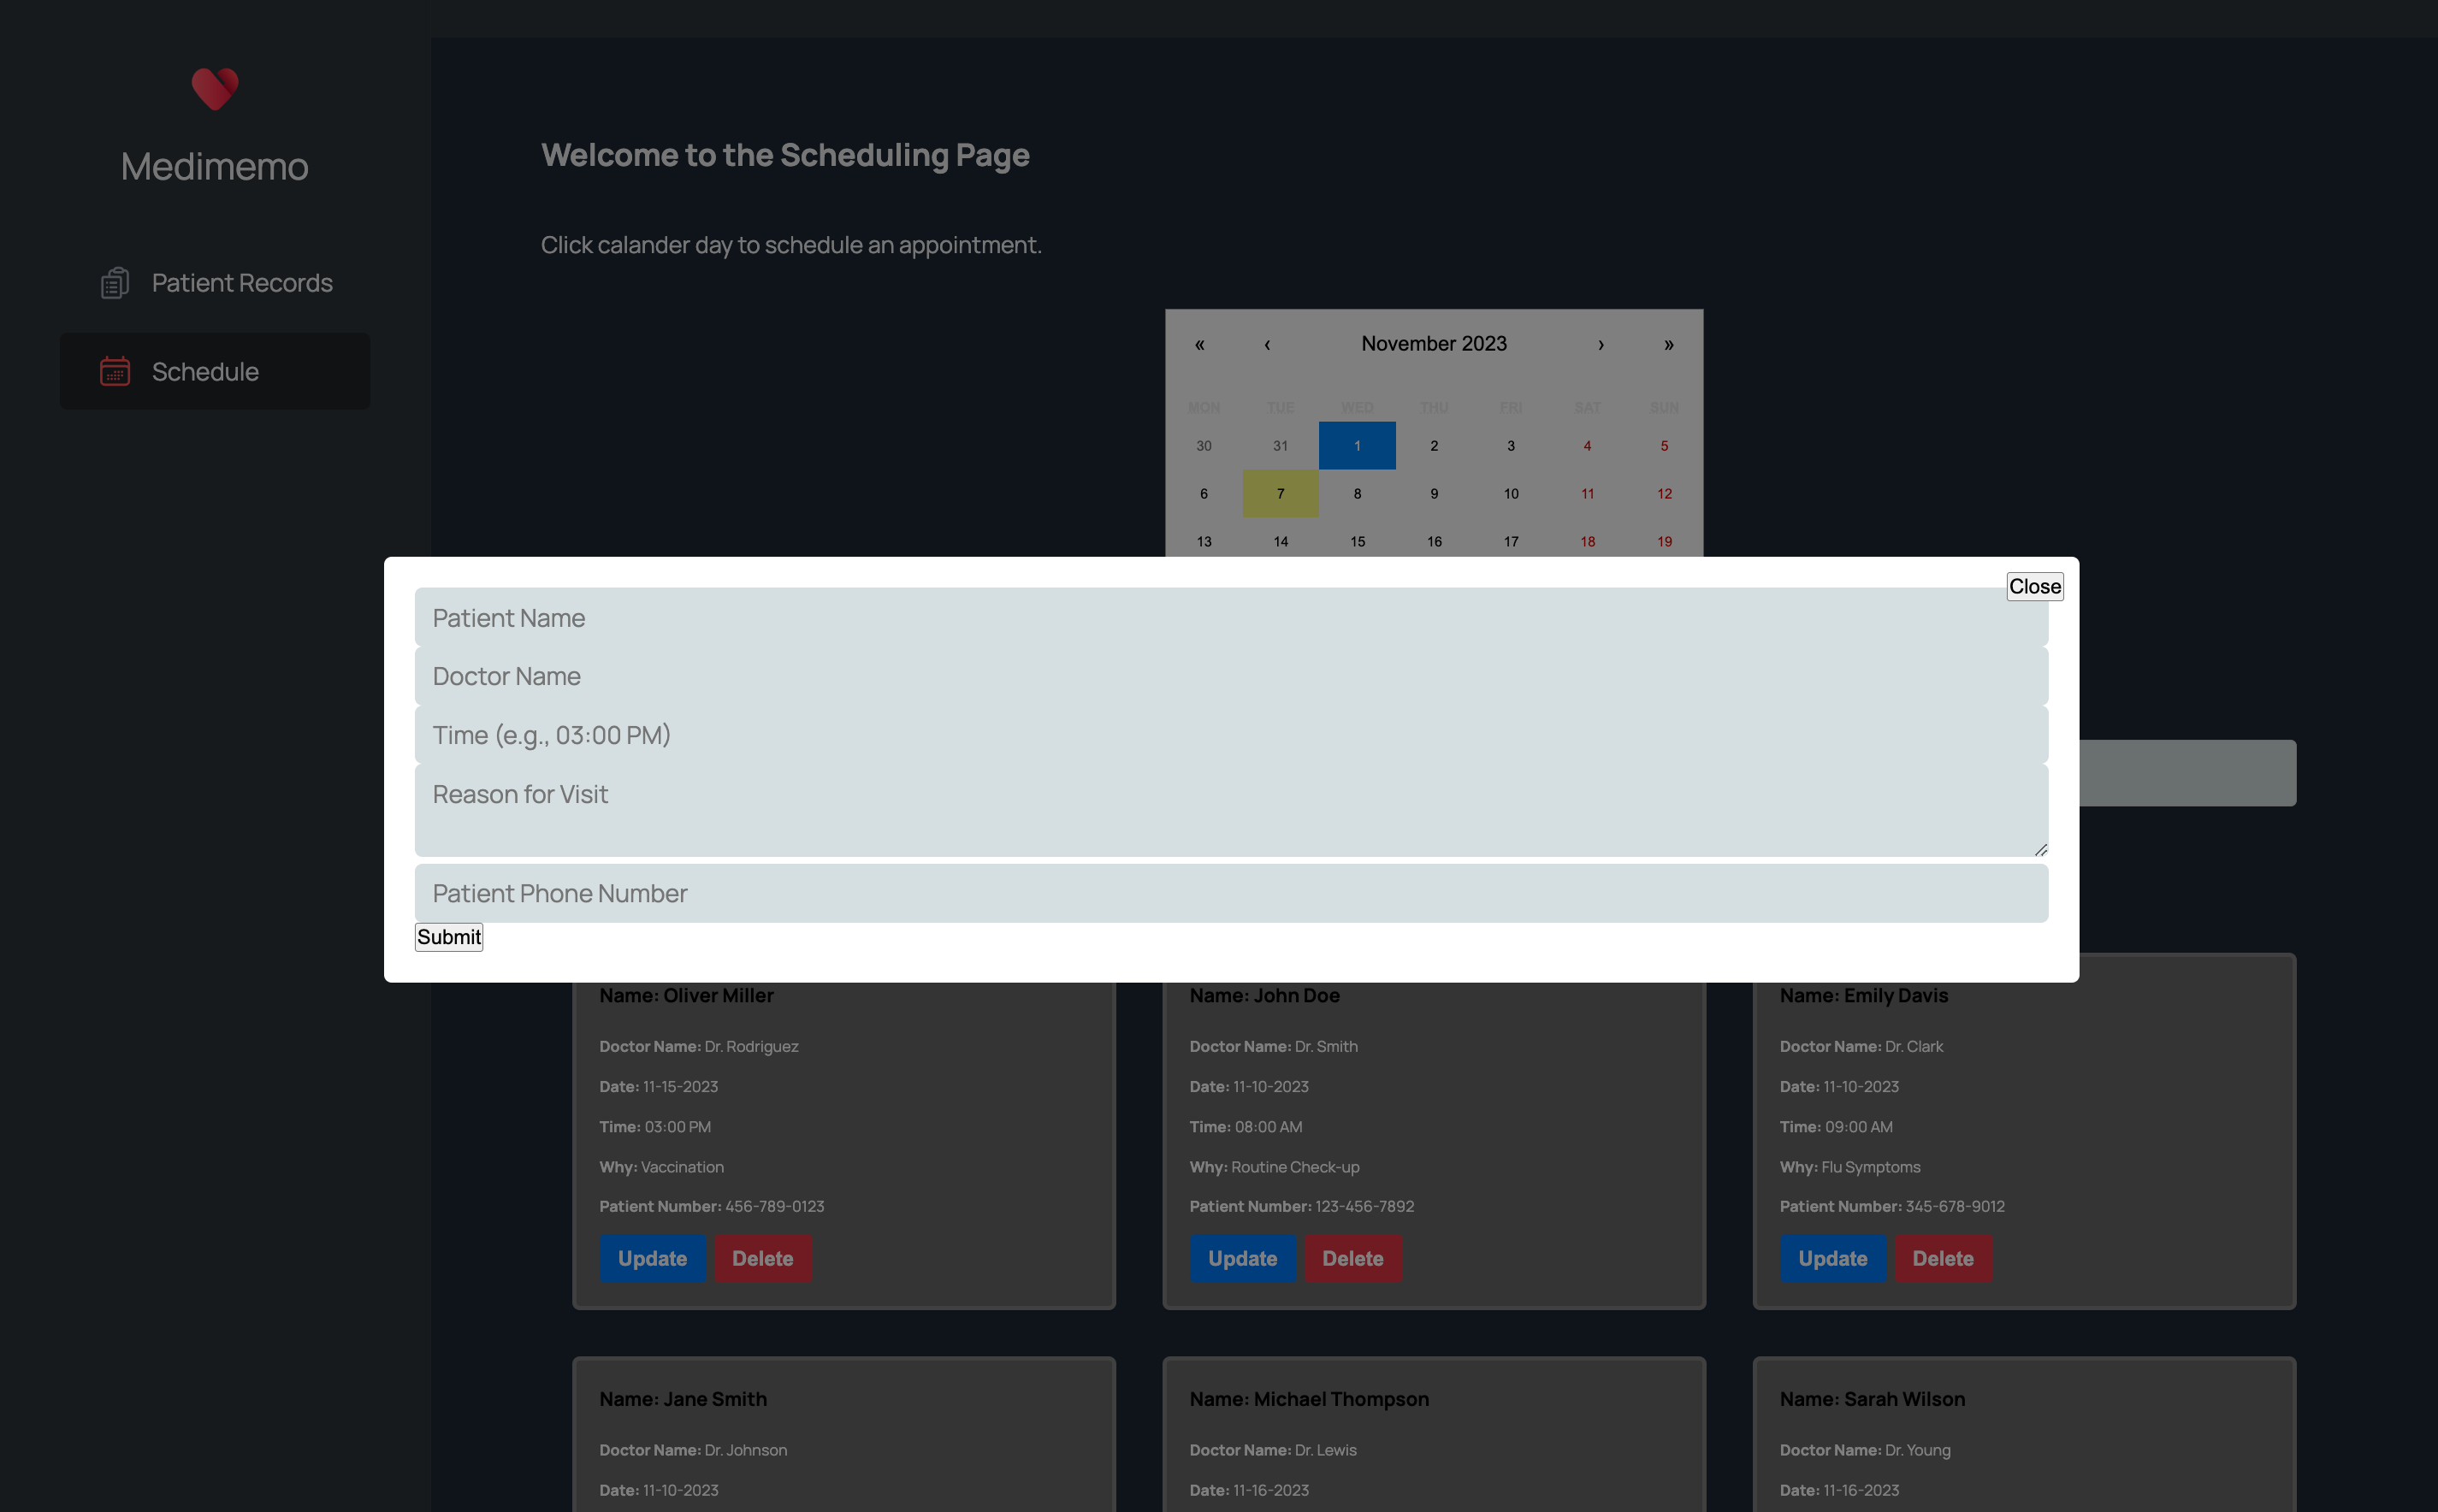 Medimemo
Patient Records
Schedule
Welcome to the Scheduling Page
Click calander day to schedule an appointment.
« ‹ November 2023 › »
MON TUE WED THU FRI SAT SUN
30 31 1 2 3 4 5
6 7 8 9 10 11 12
13 14 15 16 17 18 19
Close
Patient Name
Doctor Name
Time (e.g., 03:00 PM)
Reason for Visit
Patient Phone Number
Submit
Name: Oliver Miller
Doctor Name: Dr. Rodriguez
Date: 11-15-2023
Time: 03:00 PM
Why: Vaccination
Patient Number: 456-789-0123
Update Delete
Name: John Doe
Doctor Name: Dr. Smith
Date: 11-10-2023
Time: 08:00 AM
Why: Routine Check-up
Patient Number: 123-456-7892
Update Delete
Name: Emily Davis
Doctor Name: Dr. Clark
Date: 11-10-2023
Time: 09:00 AM
Why: Flu Symptoms
Patient Number: 345-678-9012
Update Delete
Name: Jane Smith
Doctor Name: Dr. Johnson
Date: 11-10-2023
Name: Michael Thompson
Doctor Name: Dr. Lewis
Date: 11-16-2023
Name: Sarah Wilson
Doctor Name: Dr. Young
Date: 11-16-2023